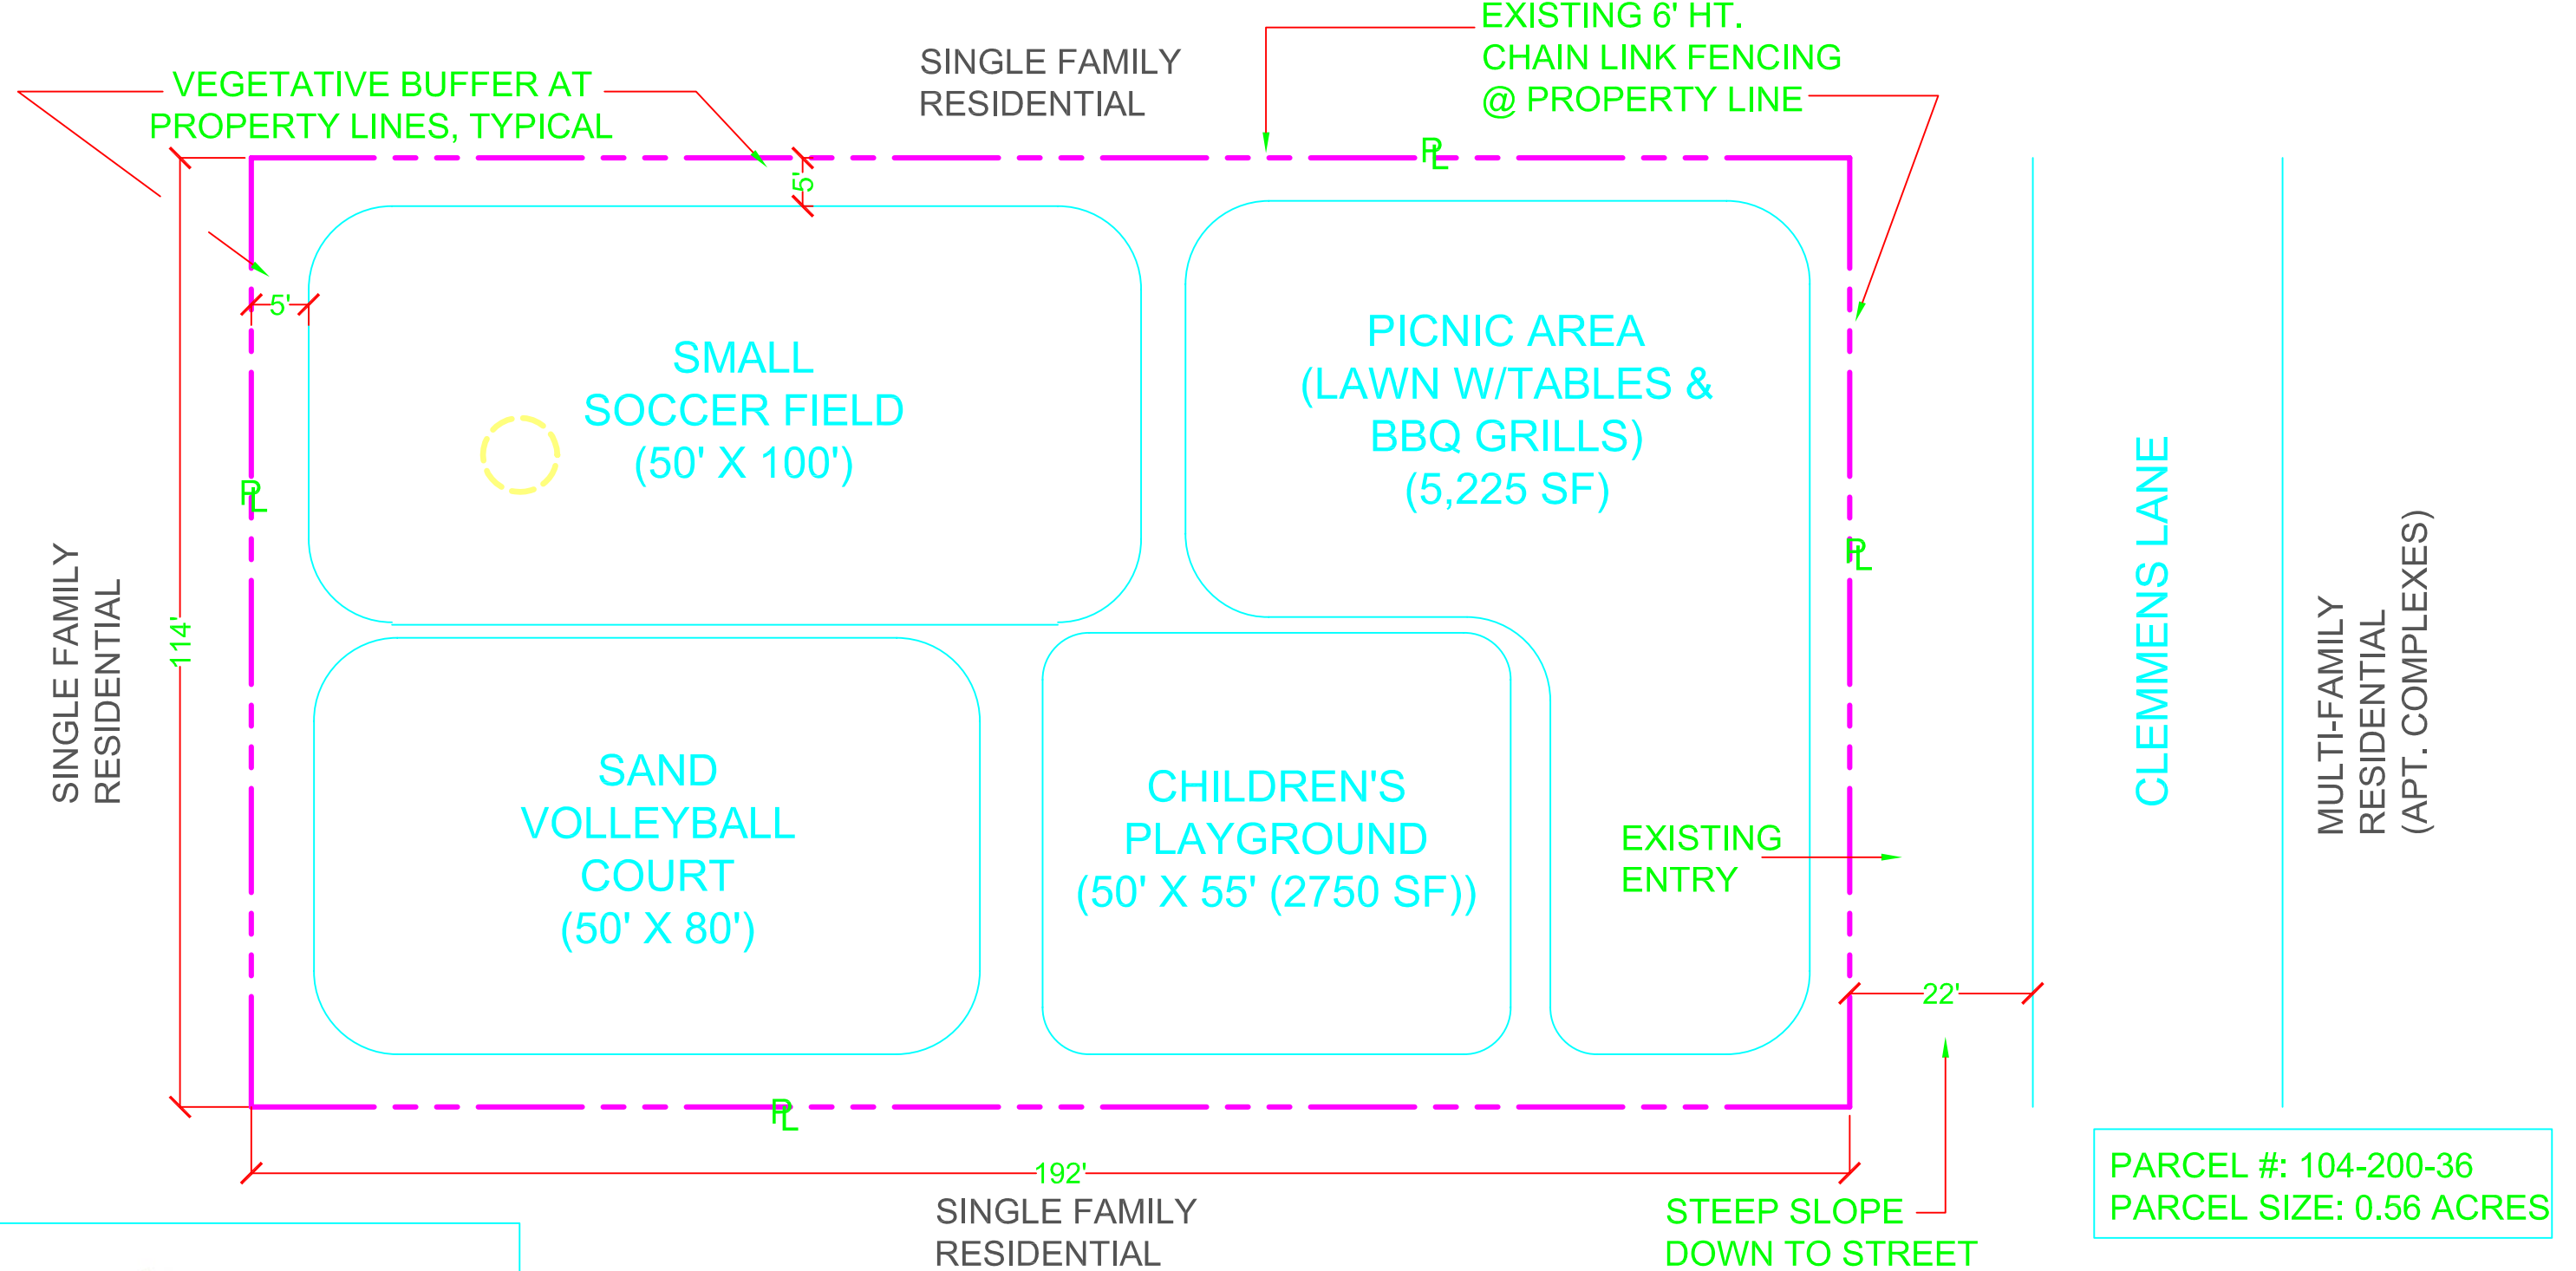 EXISTING 6' HT.
CHAIN LINK FENCING
@ PROPERTY LINE
SINGLE FAMILY
RESIDENTIAL
VEGETATIVE BUFFER AT
PROPERTY LINES, TYPICAL
PL
5'
5'
SMALL
SOCCER FIELD
(50' X 100')
PICNIC AREA
(LAWN W/TABLES &
BBQ GRILLS)
(5,225 SF)
PL
PL
114'
SINGLE FAMILY
RESIDENTIAL
CLEMMENS LANE
MULTI-FAMILY
RESIDENTIAL
(APT. COMPLEXES)
SAND
VOLLEYBALL
COURT
(50' X 80')
CHILDREN'S
PLAYGROUND
(50' X 55' (2750 SF))
EXISTING
ENTRY
22'
PL
192'
SINGLE FAMILY
RESIDENTIAL
STEEP SLOPE
DOWN TO STREET
PARCEL #: 104-200-36
PARCEL SIZE: 0.56 ACRES